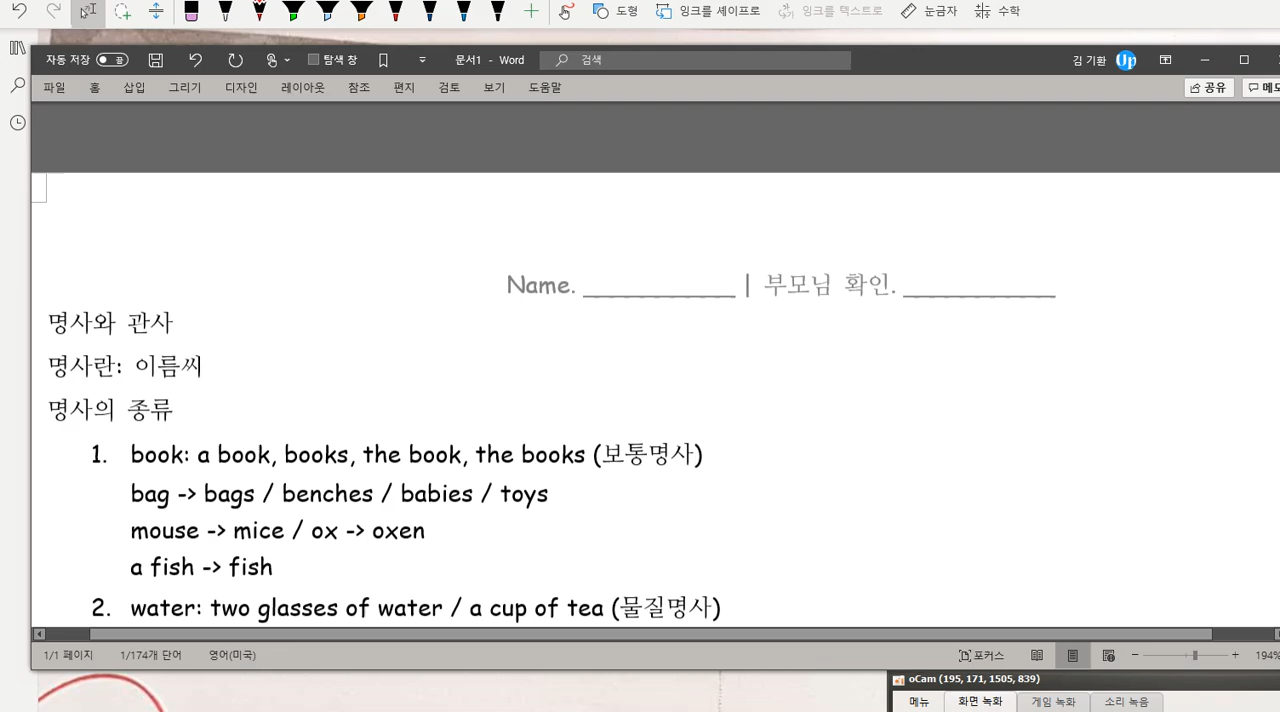 도형 잉크를 셰이프로 잉크를 텍스트로 눈금자 수학
자동 저장 끔 탐색 창 문서1 - Word 검색 김 기환 Up
파일 홈 삽입 그리기 디자인 레이아웃 참조 편지 검토 보기 도움말 공유 메모
Name. ___________ | 부모님 확인. ___________
명사와 관사
명사란: 이름씨
명사의 종류
1. book: a book, books, the book, the books (보통명사)
bag -> bags / benches / babies / toys
mouse -> mice / ox -> oxen
a fish -> fish
2. water: two glasses of water / a cup of tea (물질명사)
1/1 페이지 1/174개 단어 영어(미국) 포커스 194%
oCam (195, 171, 1505, 839)
메뉴 화면 녹화 게임 녹화 소리 녹음